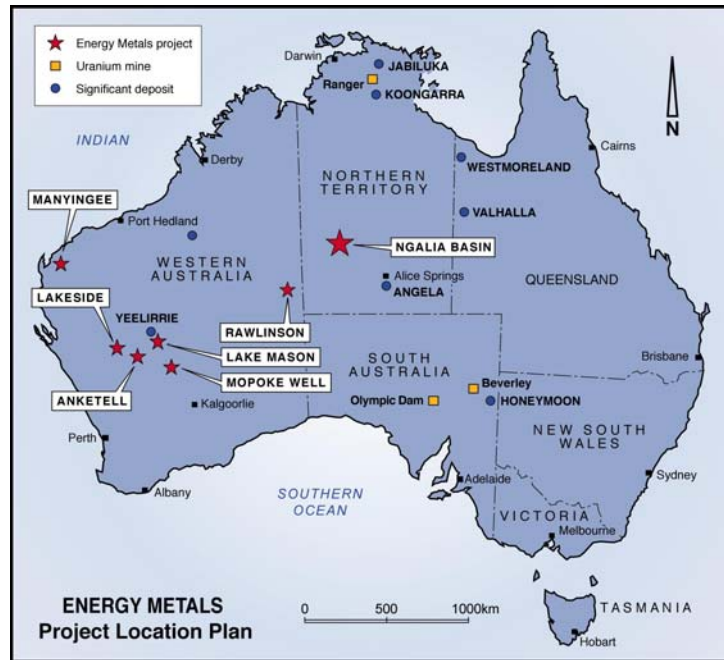 Energy Metals project
Uranium mine
Significant deposit
Darwin
JABILUKA
Ranger
KOONGARRA
N
INDIAN
Derby
Cairns
WESTMORELAND
NORTHERN
TERRITORY
MANYINGEE
Port Hedland
VALHALLA
NGALIA BASIN
WESTERN
AUSTRALIA
Alice Springs
ANGELA
QUEENSLAND
LAKESIDE
YEELIRRIE
RAWLINSON
LAKE MASON
MOPOKE WELL
ANKETELL
SOUTH
AUSTRALIA
Brisbane
Beverley
Olympic Dam
HONEYMOON
Kalgoorlie
NEW SOUTH
WALES
Perth
Albany
SOUTHERN
OCEAN
Adelaide
Sydney
VICTORIA
Melbourne
ENERGY METALS
Project Location Plan
0 500 1000km
TASMANIA
Hobart